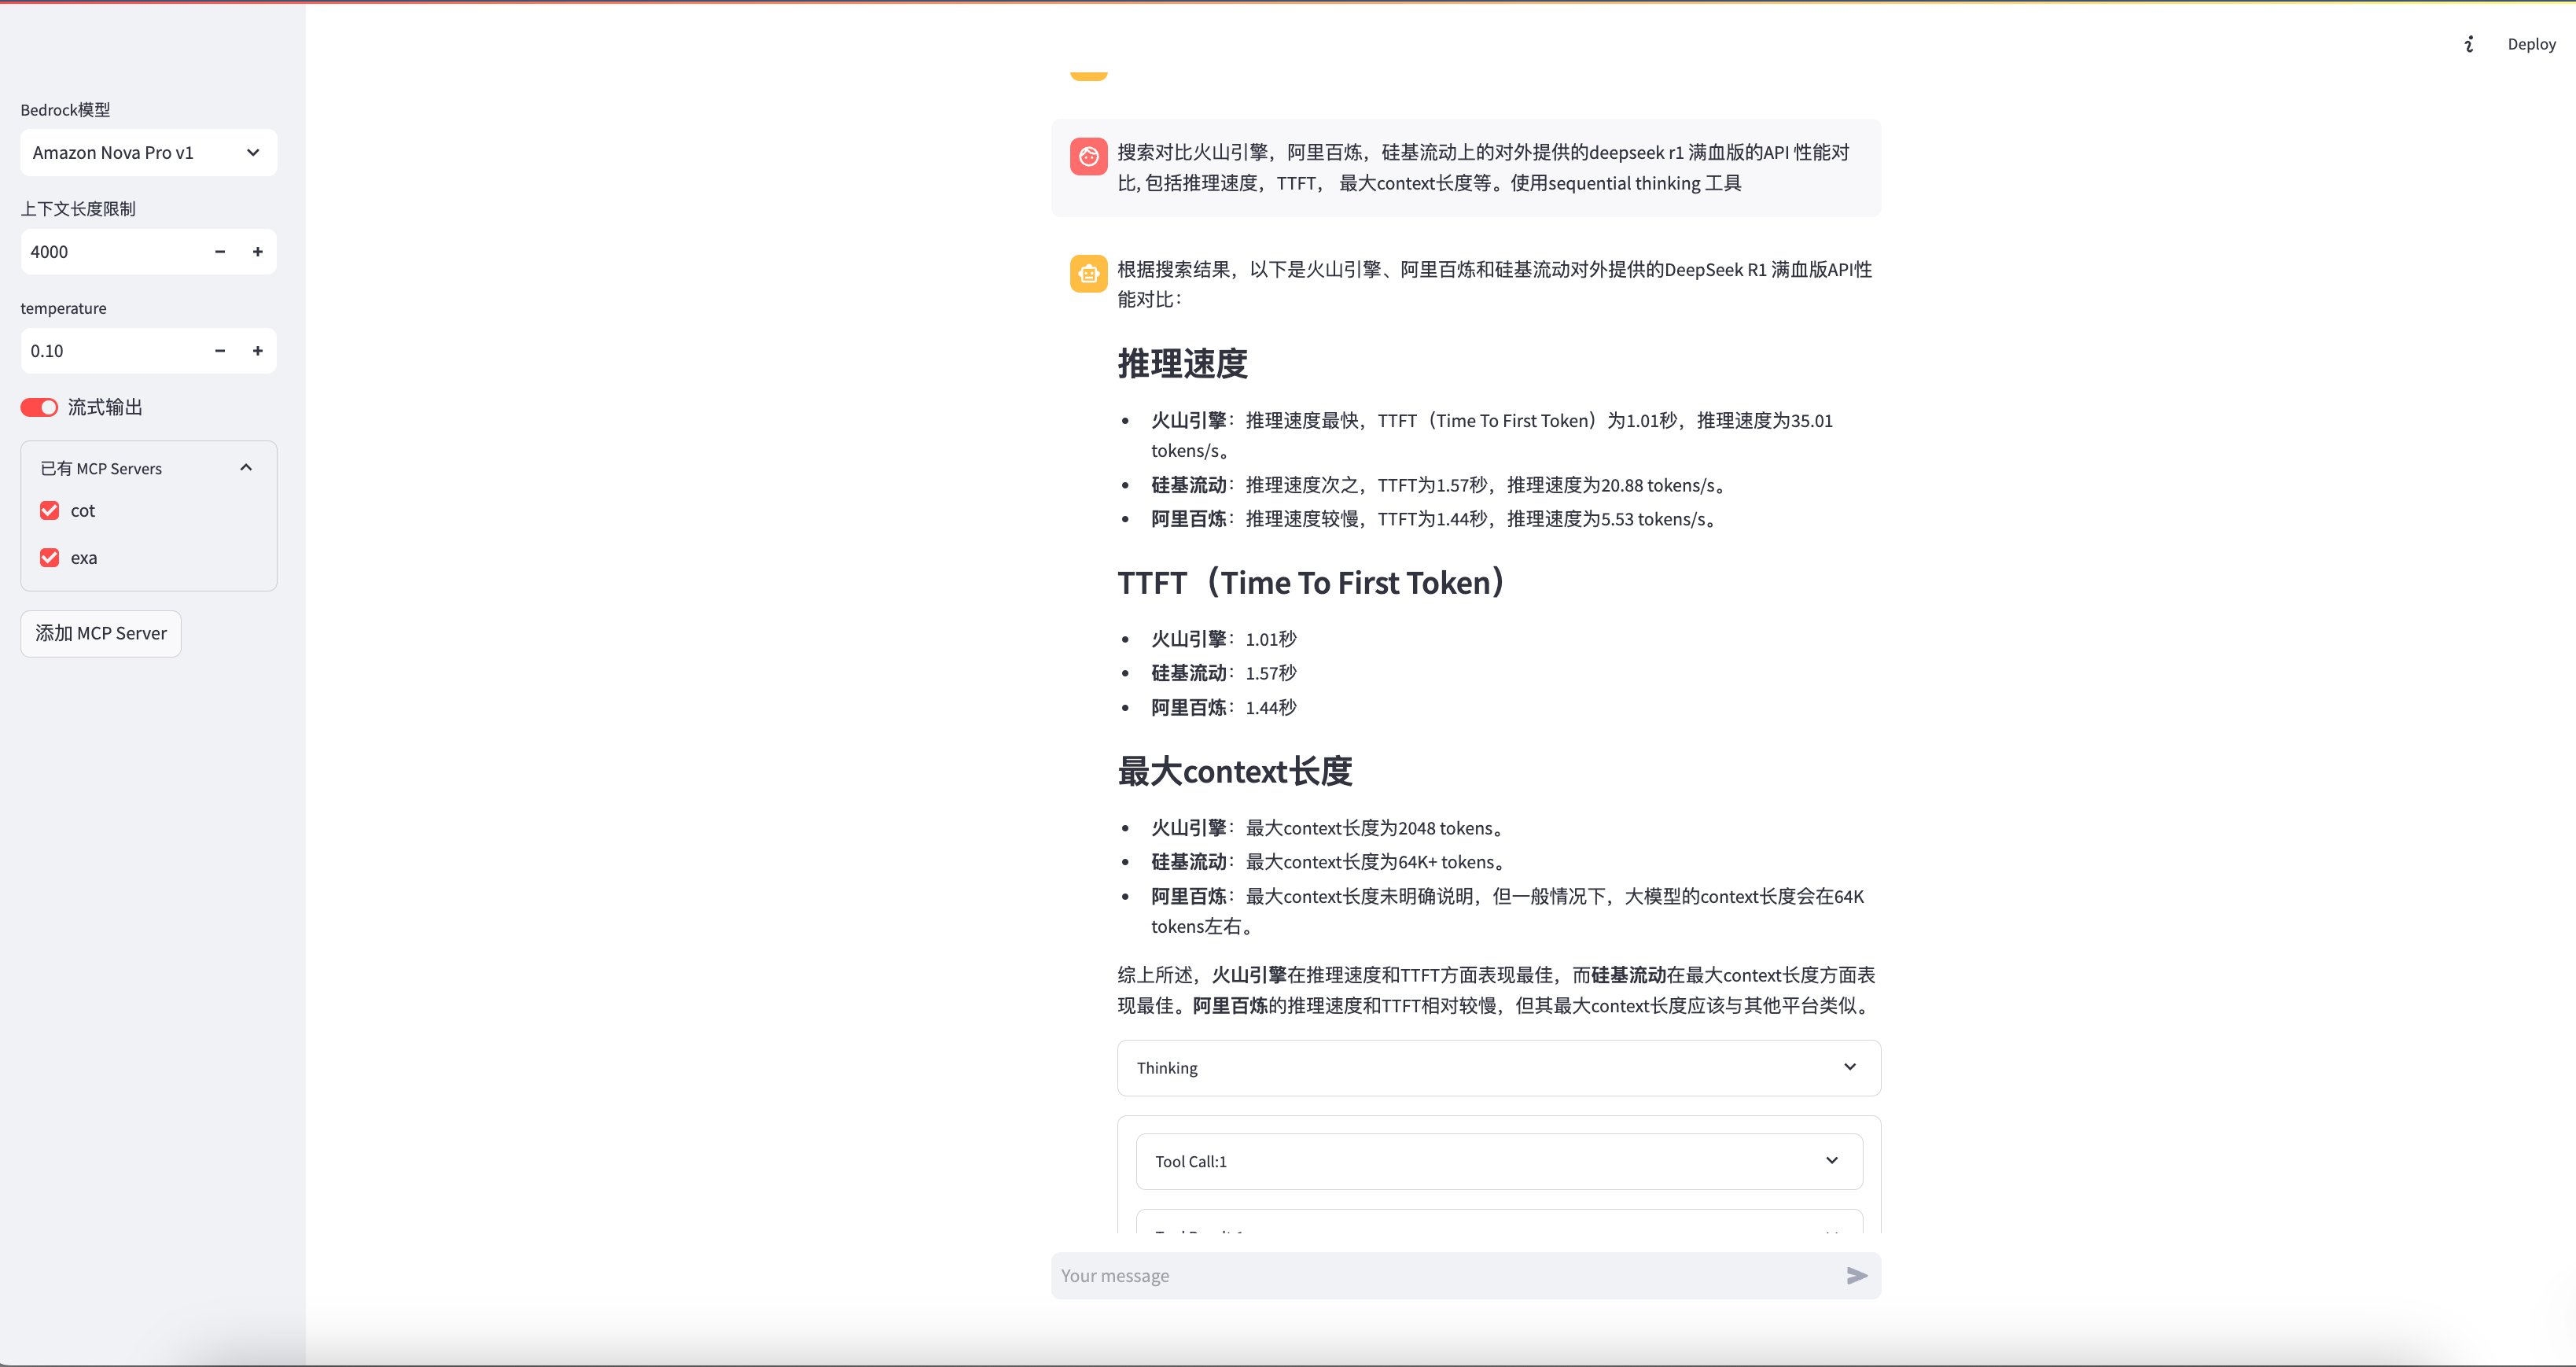 Deploy
Bedrock模型
Amazon Nova Pro v1
上下文长度限制
4000
temperature
0.10
流式输出
已有 MCP Servers
cot
exa
添加 MCP Server
搜索对比火山引擎，阿里百炼，硅基流动上的对外提供的deepseek r1 满血版的API 性能对
比, 包括推理速度，TTFT， 最大context长度等。使用sequential thinking 工具
根据搜索结果，以下是火山引擎、阿里百炼和硅基流动对外提供的DeepSeek R1 满血版API性
能对比：
推理速度
• 火山引擎：推理速度最快，TTFT（Time To First Token）为1.01秒，推理速度为35.01
tokens/s。
• 硅基流动：推理速度次之，TTFT为1.57秒，推理速度为20.88 tokens/s。
• 阿里百炼：推理速度较慢，TTFT为1.44秒，推理速度为5.53 tokens/s。
TTFT（Time To First Token）
• 火山引擎：1.01秒
• 硅基流动：1.57秒
• 阿里百炼：1.44秒
最大context长度
• 火山引擎：最大context长度为2048 tokens。
• 硅基流动：最大context长度为64K+ tokens。
• 阿里百炼：最大context长度未明确说明，但一般情况下，大模型的context长度会在64K
tokens左右。
综上所述，火山引擎在推理速度和TTFT方面表现最佳，而硅基流动在最大context长度方面表
现最佳。阿里百炼的推理速度和TTFT相对较慢，但其最大context长度应该与其他平台类似。
Thinking
Tool Call:1
Your message